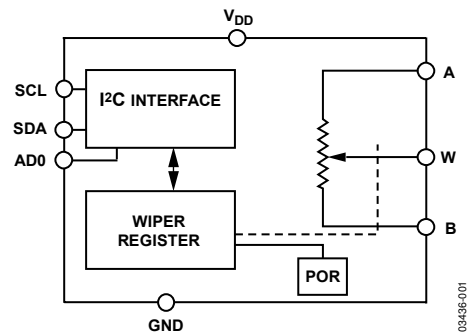 VDD
SCL
I2C INTERFACE
A
SDA
AD0
W
WIPER
REGISTER
B
POR
GND
03436-001